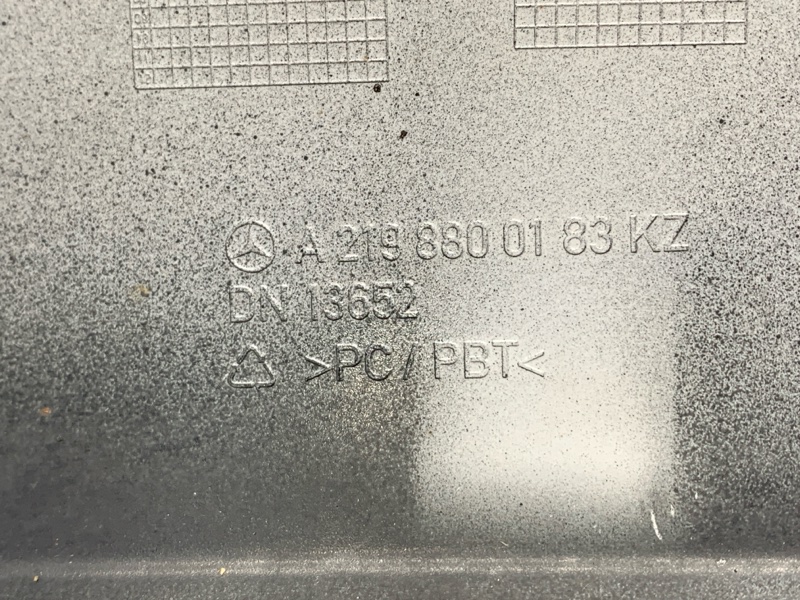 A 219 880 01 83 KZ
DN 13652
>PC/PBT<